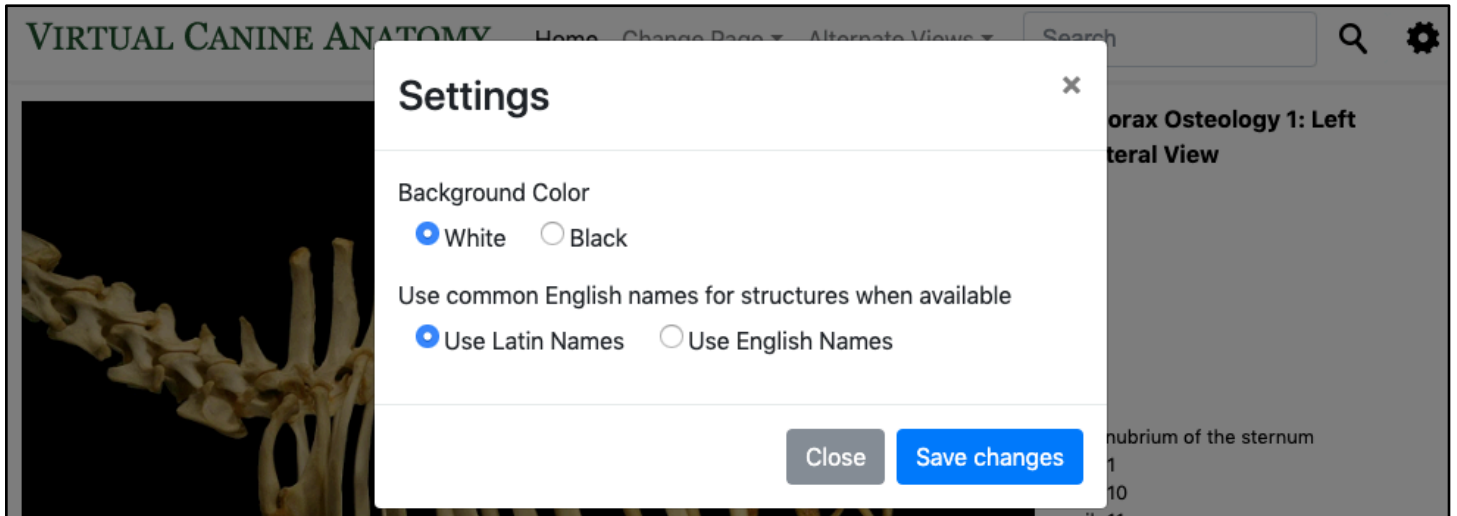 VIRTUAL CANINE ANATOMY Home Change Page Alternate Views Search
Settings ×
orax Osteology 1: Left
teral View
Background Color
White Black
Use common English names for structures when available
Use Latin Names Use English Names
Close Save changes
nubrium of the sternum
1
10